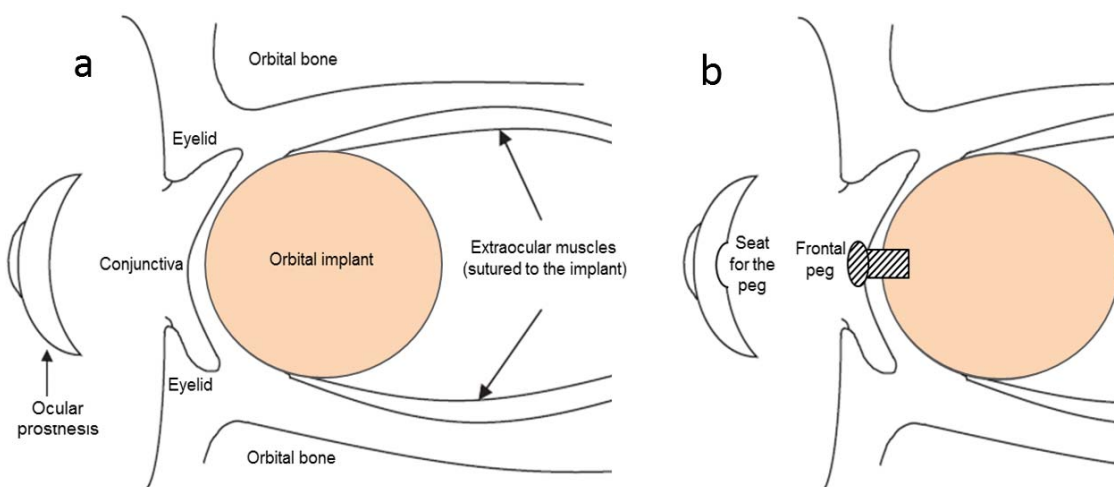 a
Orbital bone
Eyelid
Conjunctiva
Orbital implant
Extraocular muscles
(sutured to the implant)
Eyelid
Ocular
prostnesis
Orbital bone
b
Seat
for the
peg
Frontal
peg